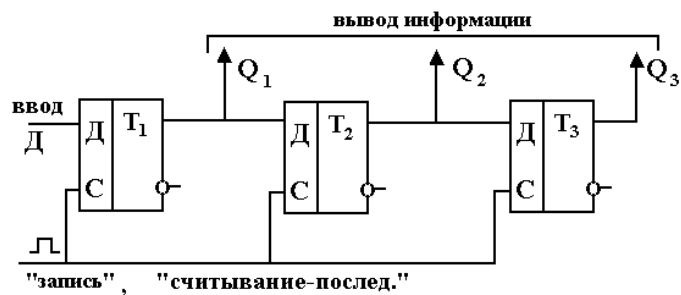 вывод информации
Q1 Q2 Q3
ввод
Д
Д T1 Д T2 Д T3
C C C
"запись" , "считывание-послед."